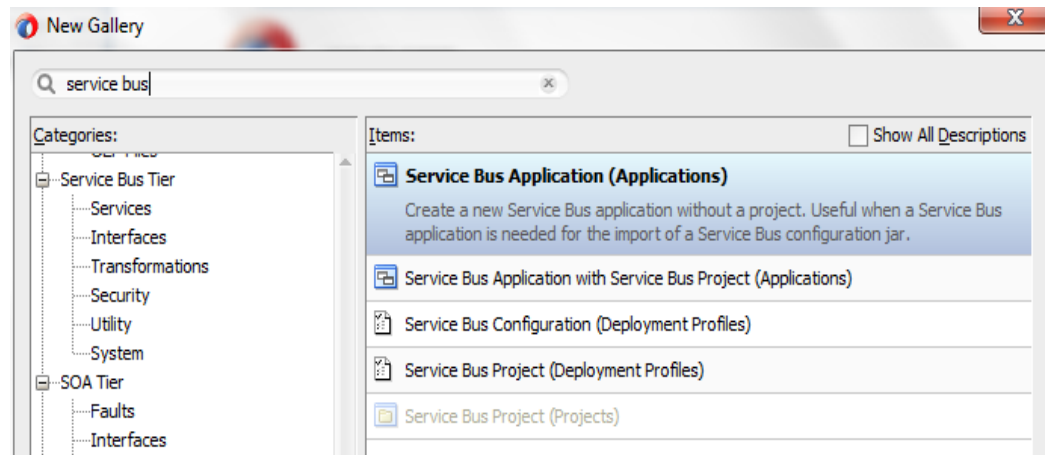 New Gallery
service bus
Categories:
Service Bus Tier
Services
Interfaces
Transformations
Security
Utility
System
SOA Tier
Faults
Interfaces
Items:
Show All Descriptions
Service Bus Application (Applications)
Create a new Service Bus application without a project. Useful when a Service Bus
application is needed for the import of a Service Bus configuration jar.
Service Bus Application with Service Bus Project (Applications)
Service Bus Configuration (Deployment Profiles)
Service Bus Project (Deployment Profiles)
Service Bus Project (Projects)